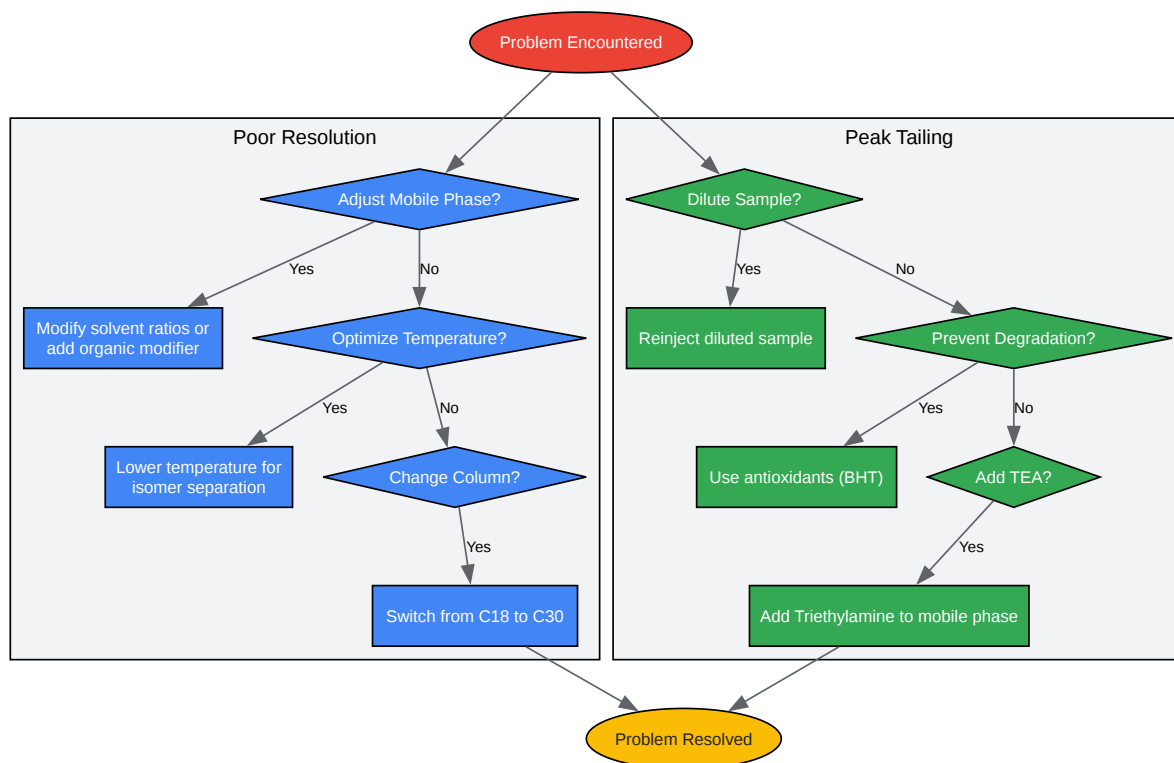 Problem Encountered
Poor Resolution
Peak Tailing
Adjust Mobile Phase?
Dilute Sample?
Yes
No
Yes
No
Modify solvent ratios or
add organic modifier
Optimize Temperature?
Reinject diluted sample
Prevent Degradation?
Yes
No
Yes
No
Lower temperature for
isomer separation
Change Column?
Use antioxidants (BHT)
Add TEA?
Yes
Yes
Switch from C18 to C30
Add Triethylamine to mobile phase
Problem Resolved